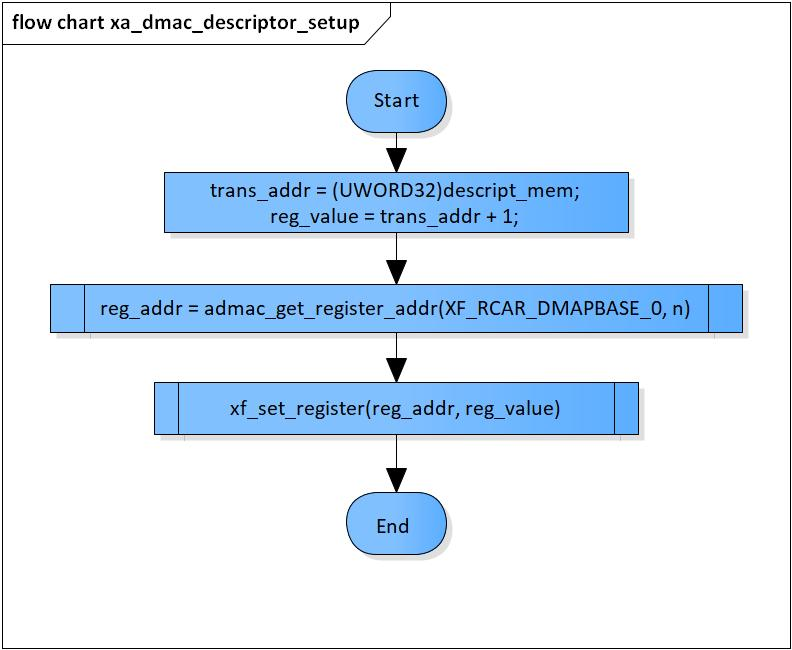 flow chart xa_dmac_descriptor_setup
Start
trans_addr = (UWORD32)descript_mem;
reg_value = trans_addr + 1;
reg_addr = admac_get_register_addr(XF_RCAR_DMAPBASE_0, n)
xf_set_register(reg_addr, reg_value)
End